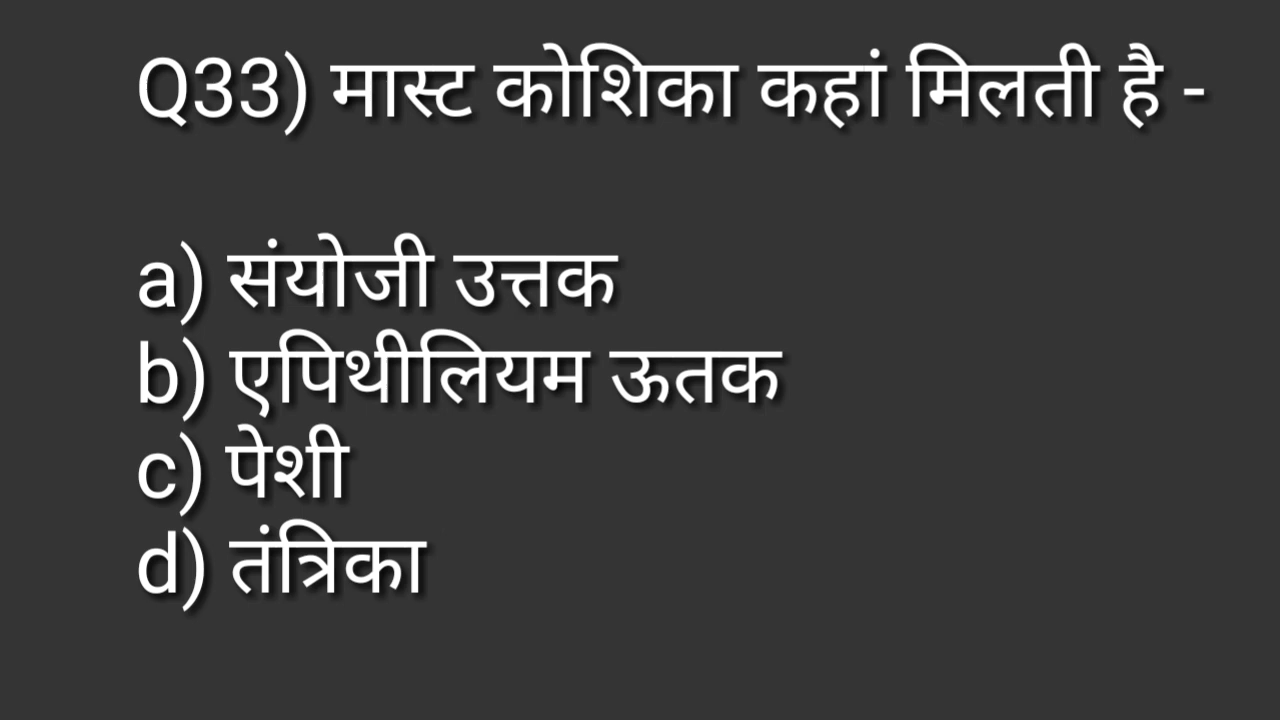 Q33) मास्ट कोशिका कहां मिलती है -
a) संयोजी उत्तक
b) एपिथीलियम ऊतक
c) पेशी
d) तंत्रिका